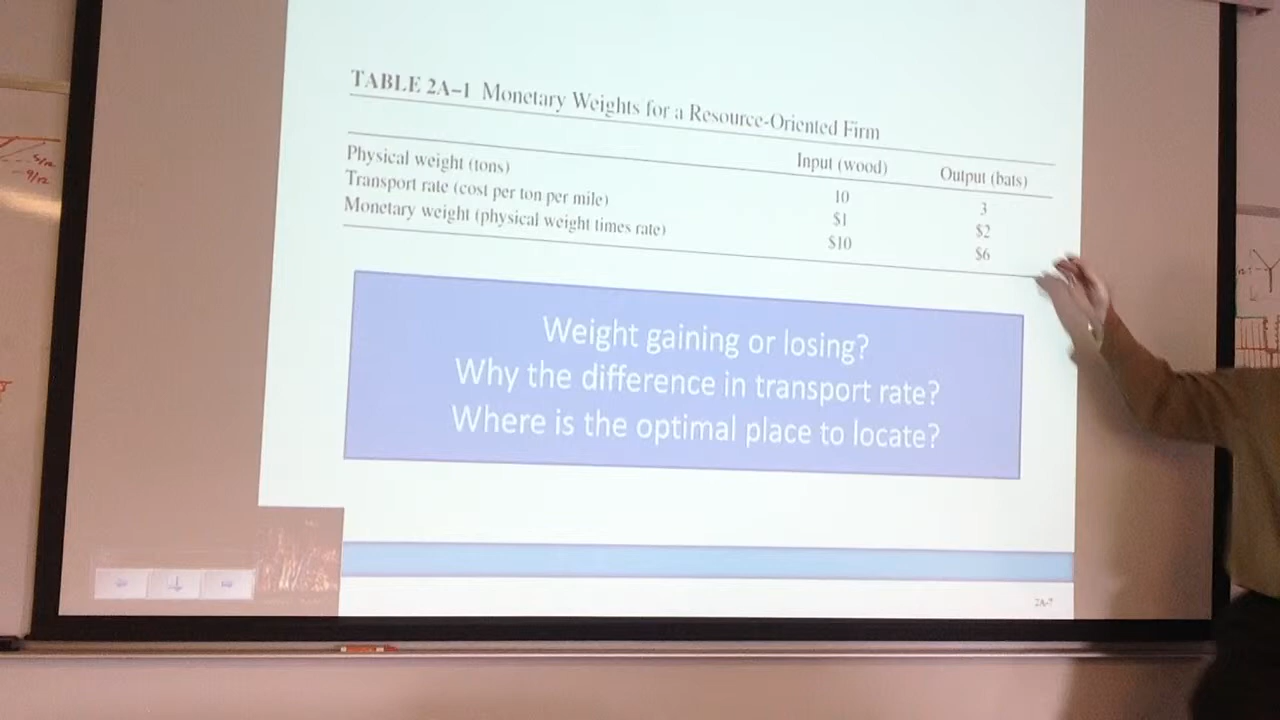 TABLE 2A–1 Monetary Weights for a Resource-Oriented Firm
Input (wood) Output (bats)
Physical weight (tons) 10 3
Transport rate (cost per ton per mile) $1 $2
Monetary weight (physical weight times rate) $10 $6
Weight gaining or losing?
Why the difference in transport rate?
Where is the optimal place to locate?
2A-7